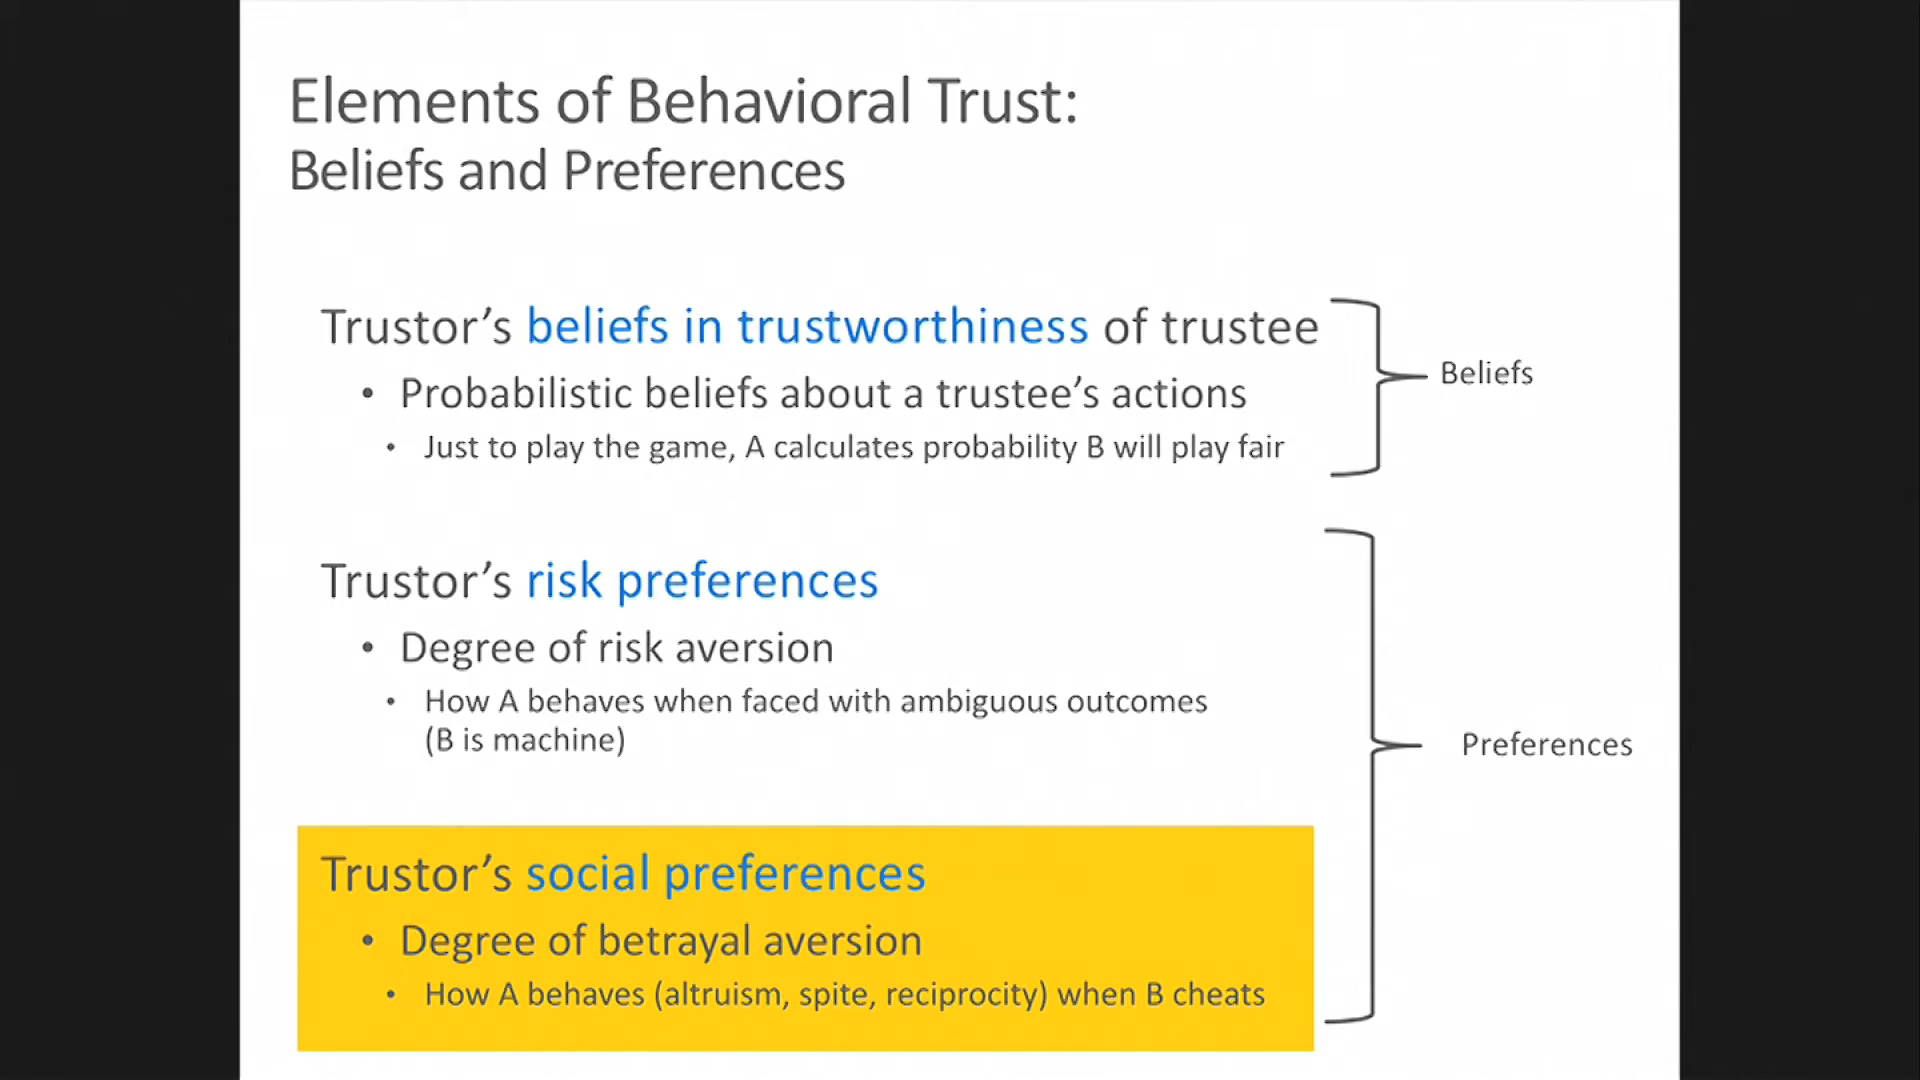 Elements of Behavioral Trust:
Beliefs and Preferences
Trustor’s beliefs in trustworthiness of trustee
• Probabilistic beliefs about a trustee’s actions
• Just to play the game, A calculates probability B will play fair
Beliefs
Trustor’s risk preferences
• Degree of risk aversion
• How A behaves when faced with ambiguous outcomes
(B is machine)
Preferences
Trustor’s social preferences
• Degree of betrayal aversion
• How A behaves (altruism, spite, reciprocity) when B cheats